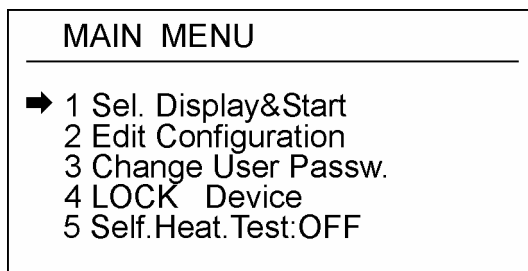 MAIN MENU
➡ 1 Sel. Display&Start
2 Edit Configuration
3 Change User Passw.
4 LOCK Device
5 Self.Heat.Test:OFF